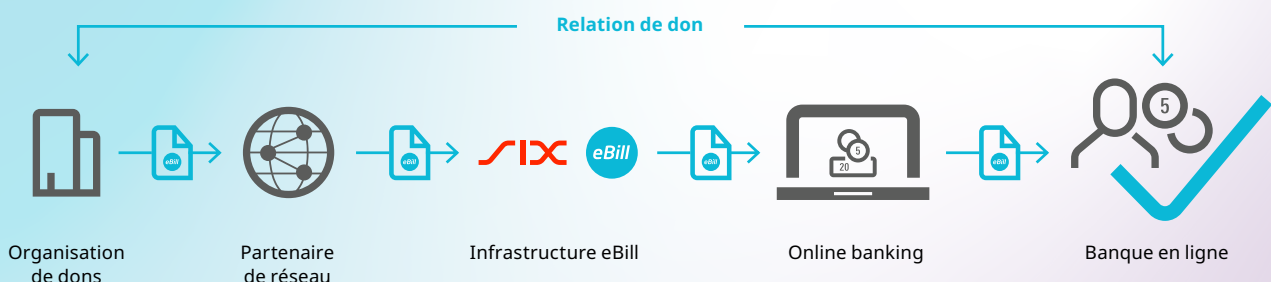 Relation de don
eBill
eBill
SIX
eBill
eBill
5
20
eBill
5
Organisation
de dons
Partenaire
de réseau
Infrastructure eBill
Online banking
Banque en ligne